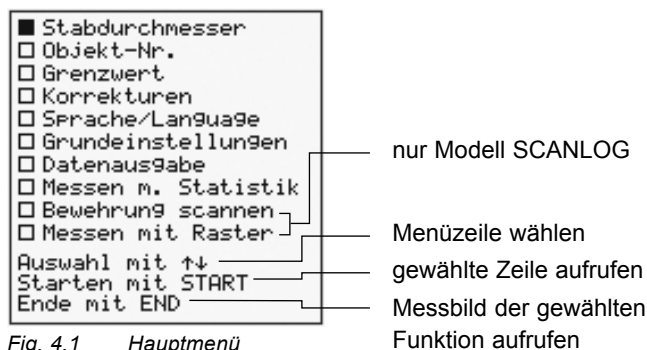 Stabdurchmesser
Objekt-Nr.
Grenzwert
Korrekturen
Sprache/Language
Grundeinstellungen
Datenausgabe
Messen m. Statistik
Bewehrung scannen
Messen mit Raster
nur Modell SCANLOG
Auswahl mit ↑↓
Menüzeile wählen
Starten mit START
gewählte Zeile aufrufen
Ende mit END
Messbild der gewählten
Funktion aufrufen
Fig. 4.1 Hauptmenü